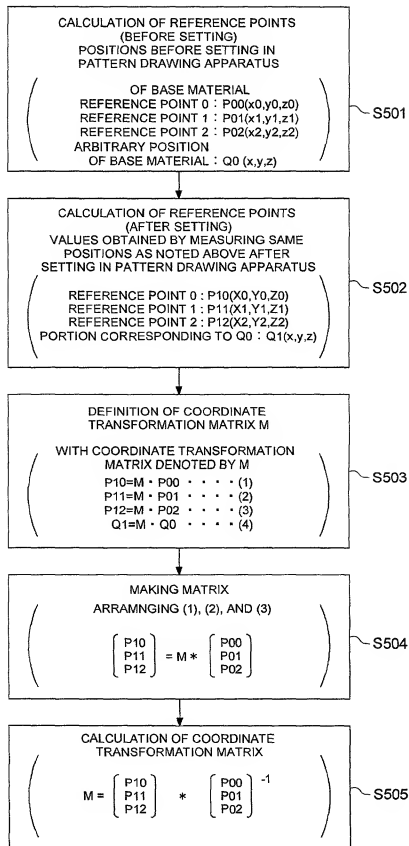 CALCULATION OF REFERENCE POINTS
(BEFORE SETTING)
POSITIONS BEFORE SETTING IN
PATTERN DRAWING APPARATUS
OF BASE MATERIAL
REFERENCE POINT 0 : P00(x0,y0,z0)
REFERENCE POINT 1 : P01(x1,y1,z1)
REFERENCE POINT 2 : P02(x2,y2,z2)
ARBITRARY POSITION
OF BASE MATERIAL : Q0 (x,y,z)
S501
CALCULATION OF REFERENCE POINTS
(AFTER SETTING)
VALUES OBTAINED BY MEASURING SAME
POSITIONS AS NOTED ABOVE AFTER
SETTING IN PATTERN DRAWING APPARATUS
REFERENCE POINT 0 : P10(X0,Y0,Z0)
REFERENCE POINT 1 : P11(X1,Y1,Z1)
REFERENCE POINT 2 : P12(X2,Y2,Z2)
PORTION CORRESPONDING TO Q0 : Q1(x,y,z)
S502
DEFINITION OF COORDINATE
TRANSFORMATION MATRIX M
WITH COORDINATE TRANSFORMATION
MATRIX DENOTED BY M
P10=M · P00 · · · · (1)
P11=M · P01 · · · · (2)
P12=M · P02 · · · · (3)
Q1=M · Q0 · · · · (4)
S503
MAKING MATRIX
ARRAMNGING (1), (2), AND (3)
P10 P00
P11 = M * P01
P12 P02
S504
CALCULATION OF COORDINATE
TRANSFORMATION MATRIX
P10 P00 -1
M = P11 * P01
P12 P02
S505